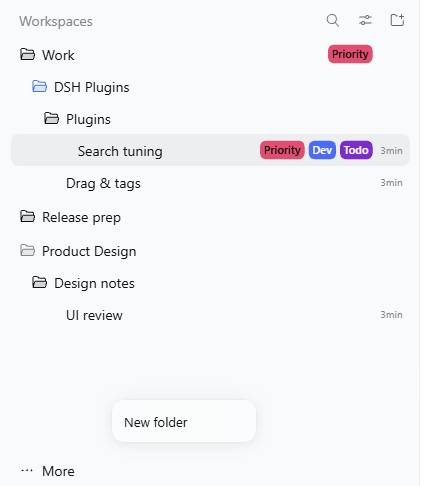 Workspaces
Work Priority
DSH Plugins
Plugins
Search tuning Priority Dev Todo 3min
Drag & tags 3min
Release prep
Product Design
Design notes
UI review 3min
New folder
··· More